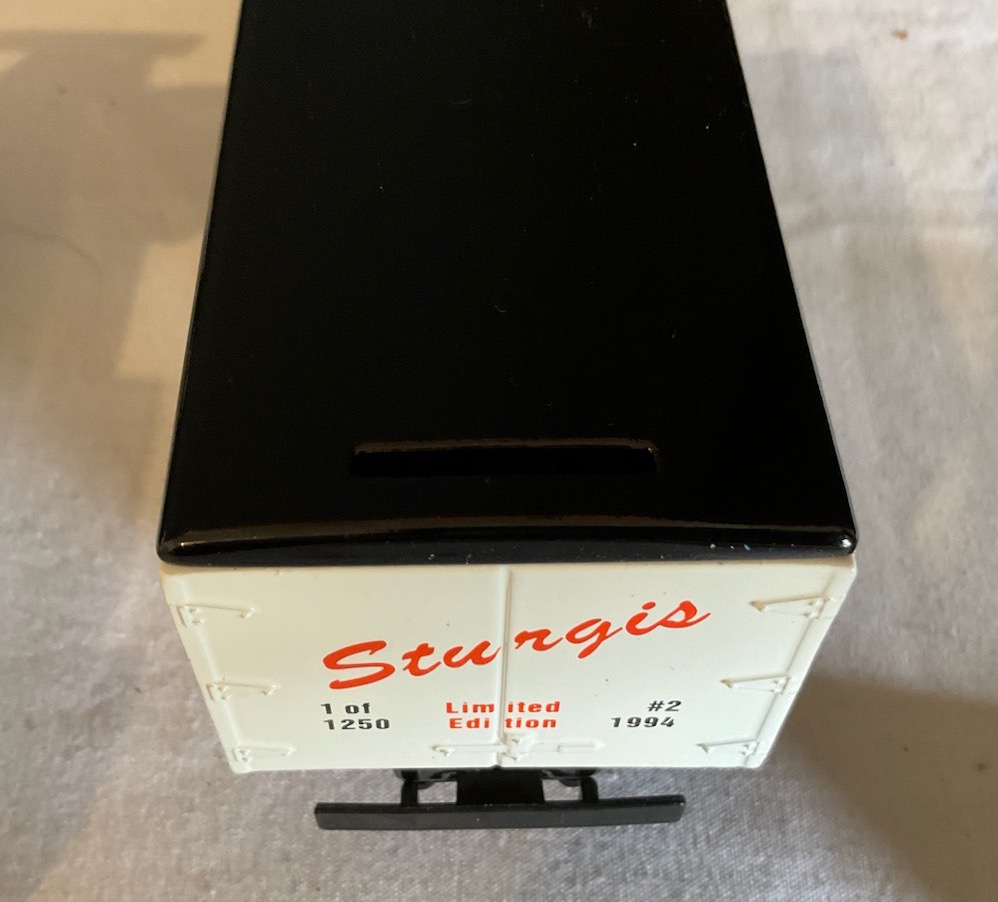 Sturgis
1 of Limited #2
1250 Edition 1994